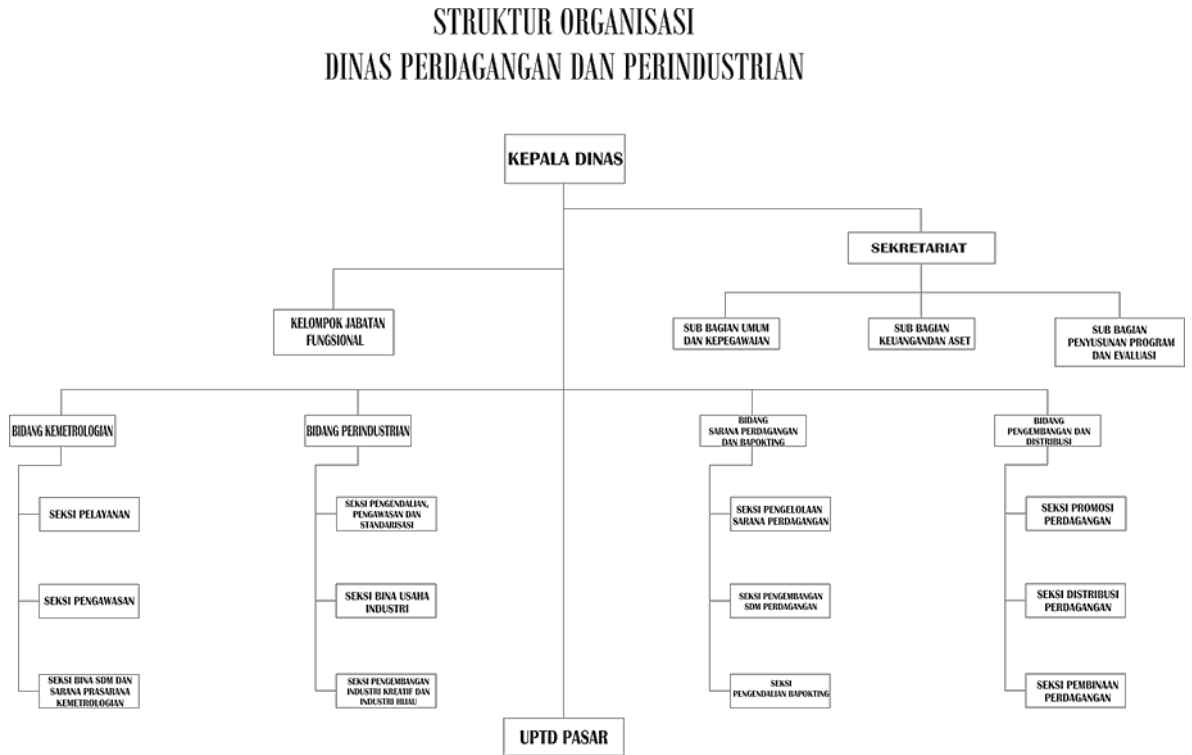 STRUKTUR ORGANISASI
DINAS PERDAGANGAN DAN PERINDUSTRIAN
KEPALA DINAS
SEKRETARIAT
KELOMPOK JABATAN
FUNGSIONAL
SUB BAGIAN UMUM
DAN KEPEGAWAIAN
SUB BAGIAN
KEUANGANDAN ASET
SUB BAGIAN
PENYUSUNAN PROGRAM
DAN EVALUASI
BIDANG KEMETROLOGIAN
BIDANG PERINDUSTRIAN
BIDANG
SARANA PERDAGANGAN
DAN BAPOKTING
BIDANG
PENGEMBANGAN DAN
DISTRIBUSI
SEKSI PELAYANAN
SEKSI PENGENDALIAN,
PENGAWASAN DAN
STANDARISASI
SEKSI PENGELOLAAN
SARANA PERDAGANGAN
SEKSI PROMOSI
PERDAGANGAN
SEKSI PENGAWASAN
SEKSI BINA USAHA
INDUSTRI
SEKSI PENGEMBANGAN
SDM PERDAGANGAN
SEKSI DISTRIBUSI
PERDAGANGAN
SEKSI BINA SDM DAN
SARANA PRASARANA
KEMETROLOGIAN
SEKSI PENGEMBANGAN
INDUSTRI KREATIF DAN
INDUSTRI HIJAU
SEKSI
PENGENDALIAN BAPOKTING
SEKSI PEMBINAAN
PERDAGANGAN
UPTD PASAR